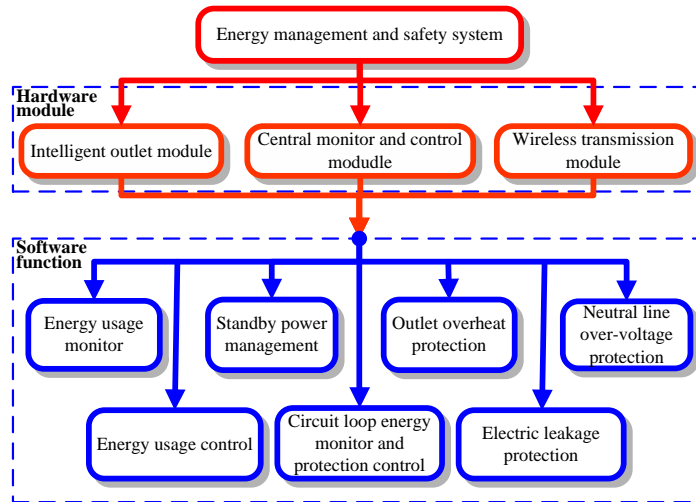 Energy management and safety system
Hardware
module
Intelligent outlet module
Central monitor and control
modudle
Wireless transmission
module
Software
function
Energy usage
monitor
Standby power
management
Outlet overheat
protection
Neutral line
over-voltage
protection
Energy usage control
Circuit loop energy
monitor and
protection control
Electric leakage
protection